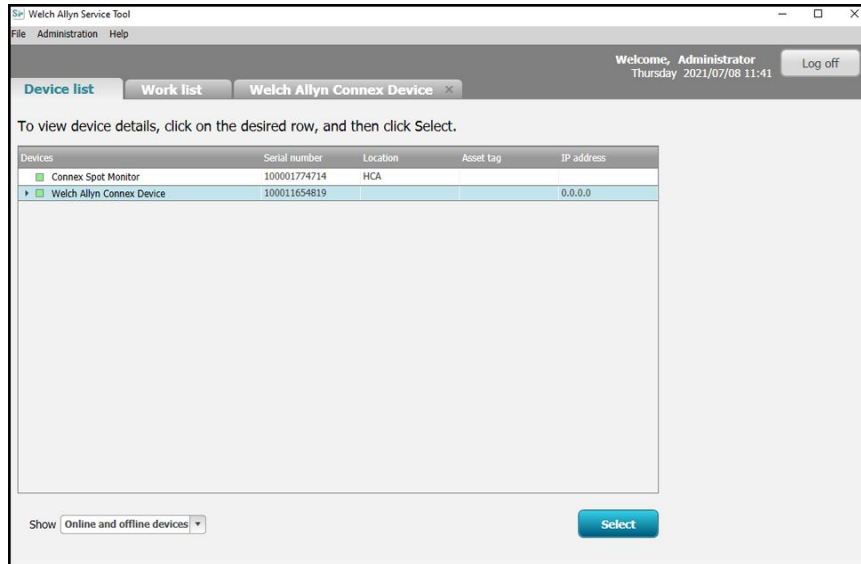 Welch Allyn Service Tool
File Administration Help
Welcome, Administrator
Thursday 2021/07/08 11:41
Log off
Device list Work list Welch Allyn Connex Device ×
To view device details, click on the desired row, and then click Select.
Devices Serial number Location Asset tag IP address
Connex Spot Monitor 100001774714 HCA
Welch Allyn Connex Device 100011654819 0.0.0.0
Show Online and offline devices
Select